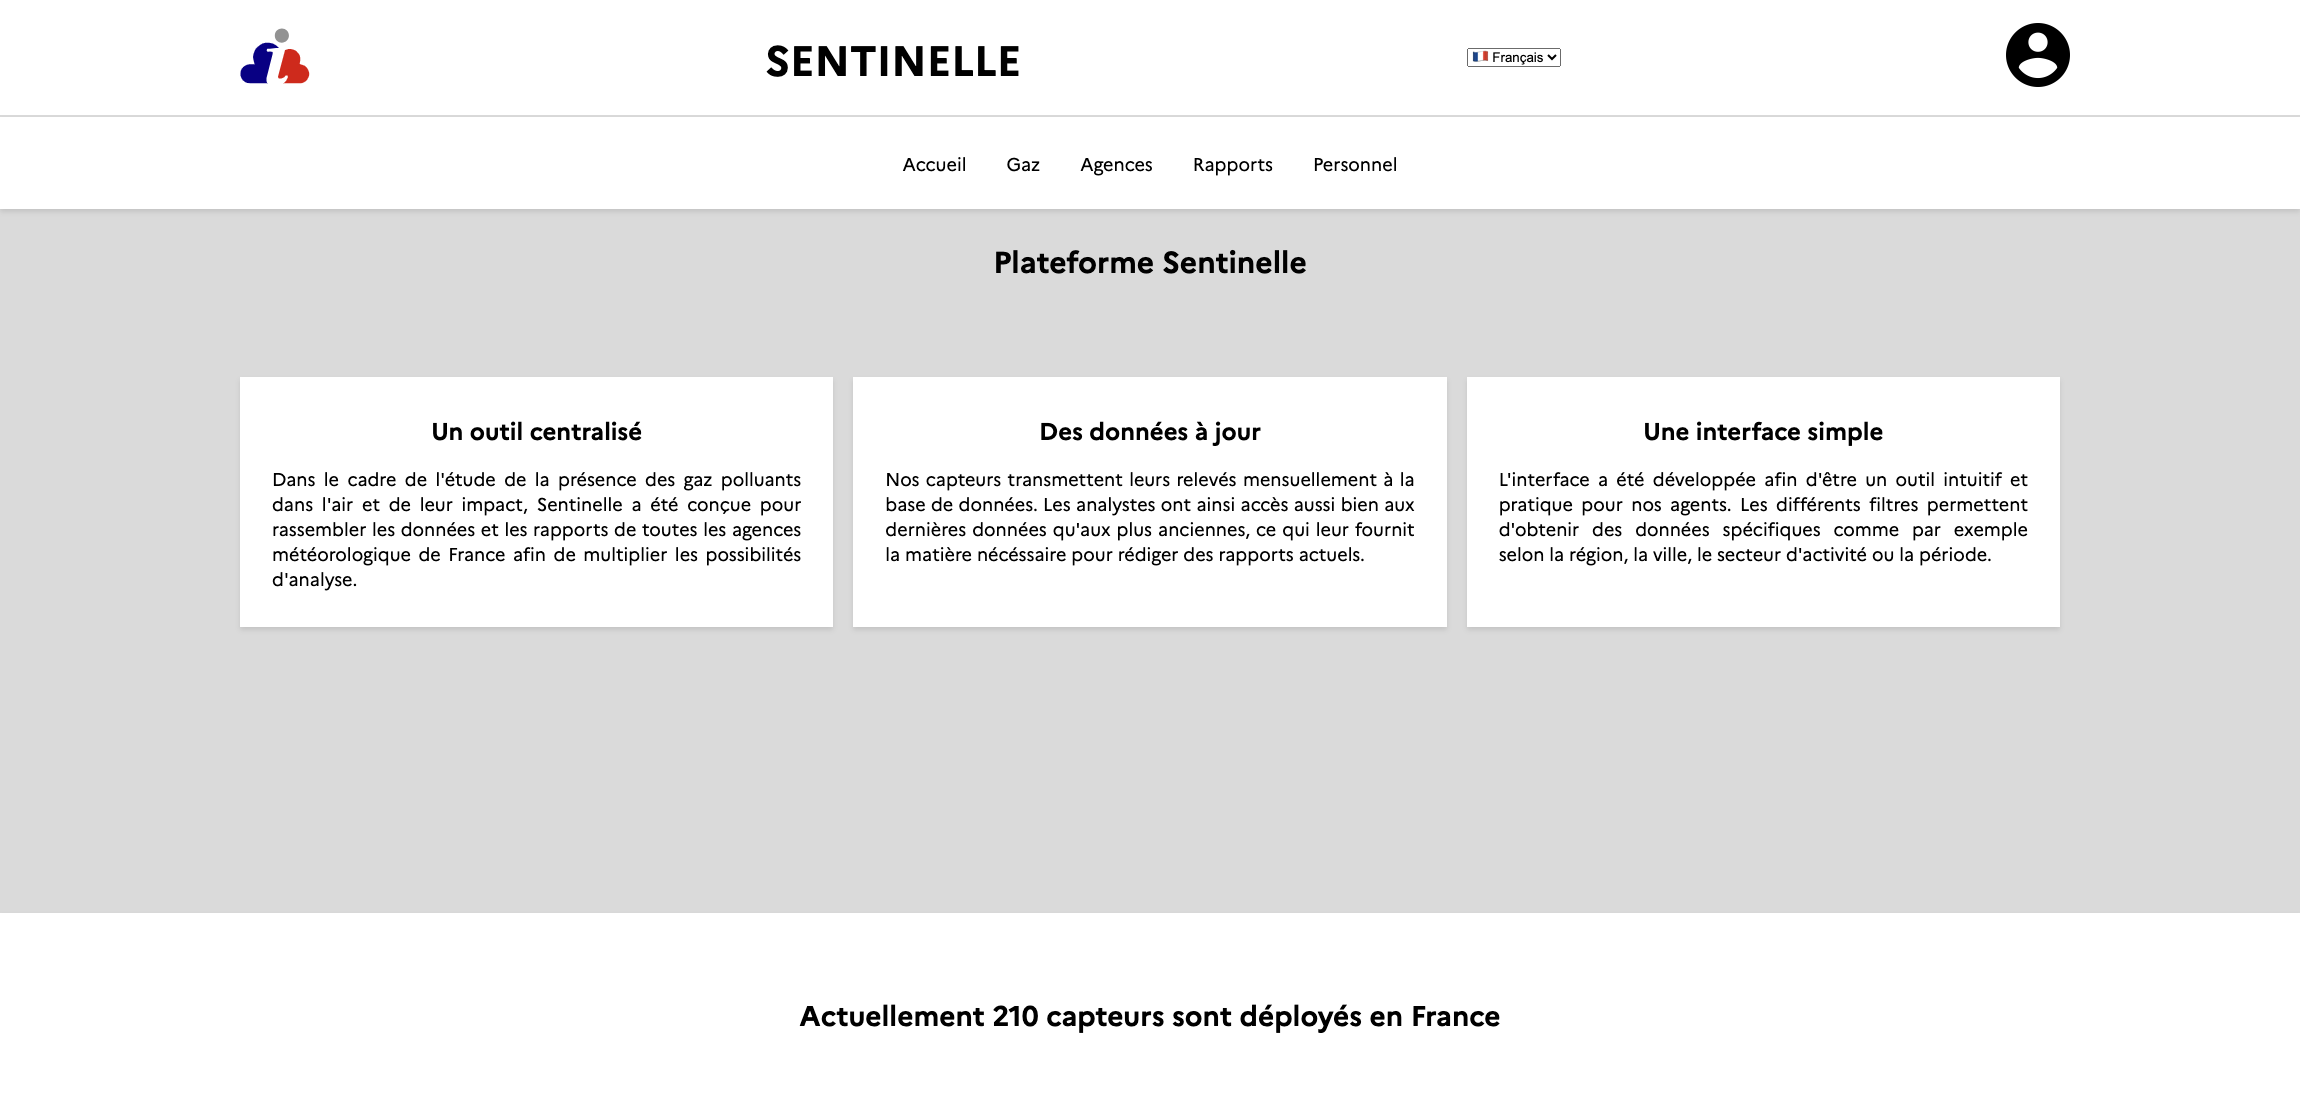 SENTINELLE
Français
Accueil Gaz Agences Rapports Personnel
Plateforme Sentinelle
Un outil centralisé
Dans le cadre de l'étude de la présence des gaz polluants
dans l'air et de leur impact, Sentinelle a été conçue pour
rassembler les données et les rapports de toutes les agences
météorologique de France afin de multiplier les possibilités
d'analyse.
Des données à jour
Nos capteurs transmettent leurs relevés mensuellement à la
base de données. Les analystes ont ainsi accès aussi bien aux
dernières données qu'aux plus anciennes, ce qui leur fournit
la matière nécéssaire pour rédiger des rapports actuels.
Une interface simple
L'interface a été développée afin d'être un outil intuitif et
pratique pour nos agents. Les différents filtres permettent
d'obtenir des données spécifiques comme par exemple
selon la région, la ville, le secteur d'activité ou la période.
Actuellement 210 capteurs sont déployés en France